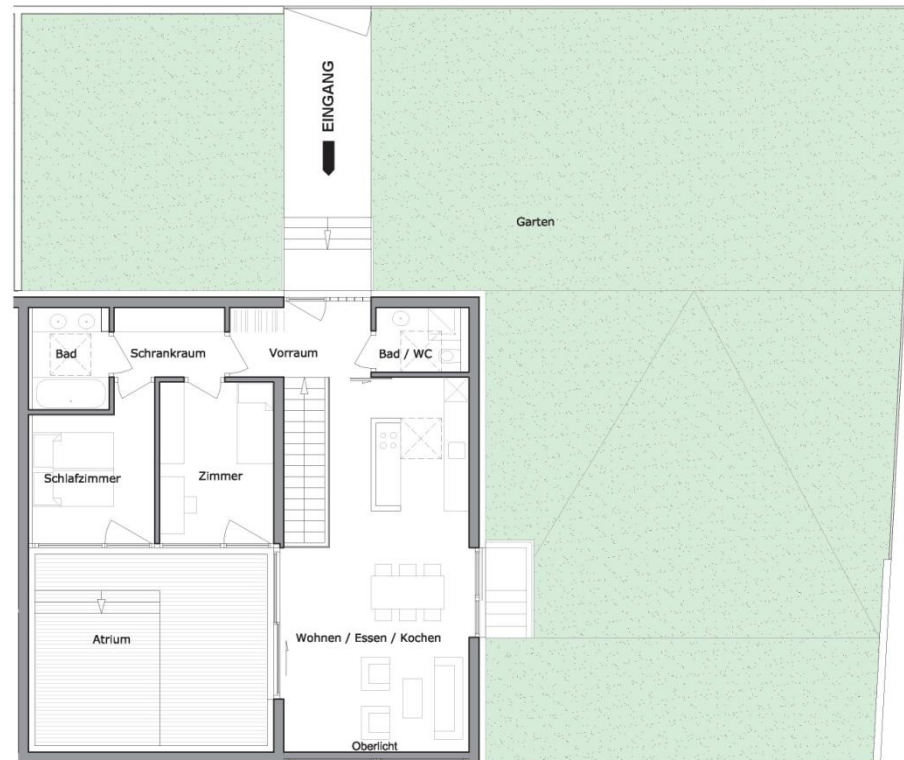 EINGANG
Garten
Bad
Schrankraum
Vorraum
Bad / WC
Schlafzimmer
Zimmer
Atrium
Wohnen / Essen / Kochen
Oberlicht